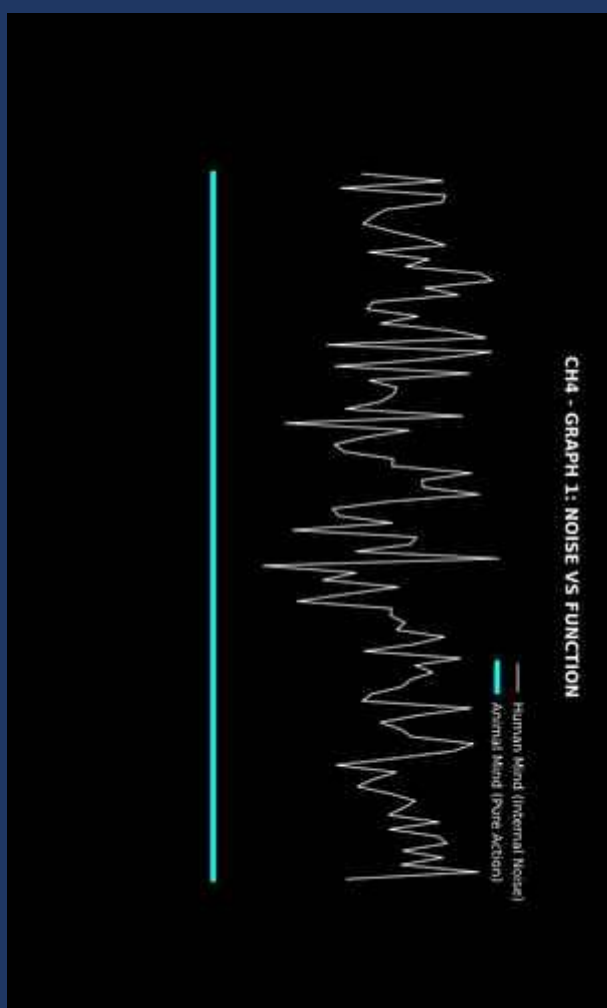 CH4 - GRAPH 1: NOISE VS FUNCTION
Human Mind (Internal Noise)
Animal Mind (Pure Action)